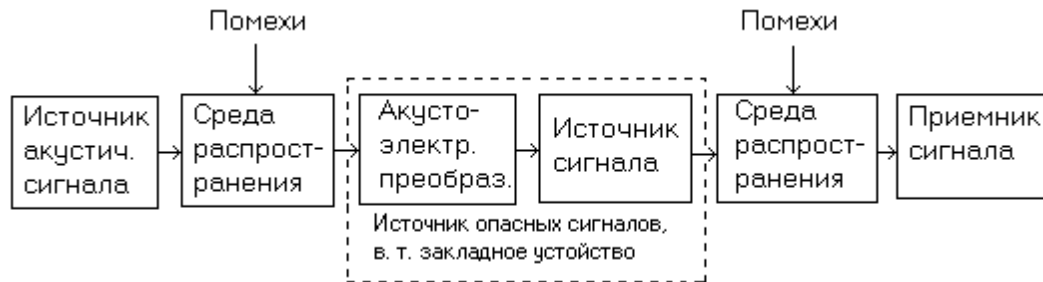 Помехи
Помехи
Источник
акустич.
сигнала
Среда
распрост-
ранения
Акусто-
электр.
преобраз.
Источник
сигнала
Источник опасных сигналов,
в. т. закладное устойство
Среда
распрост-
ранения
Приемник
сигнала